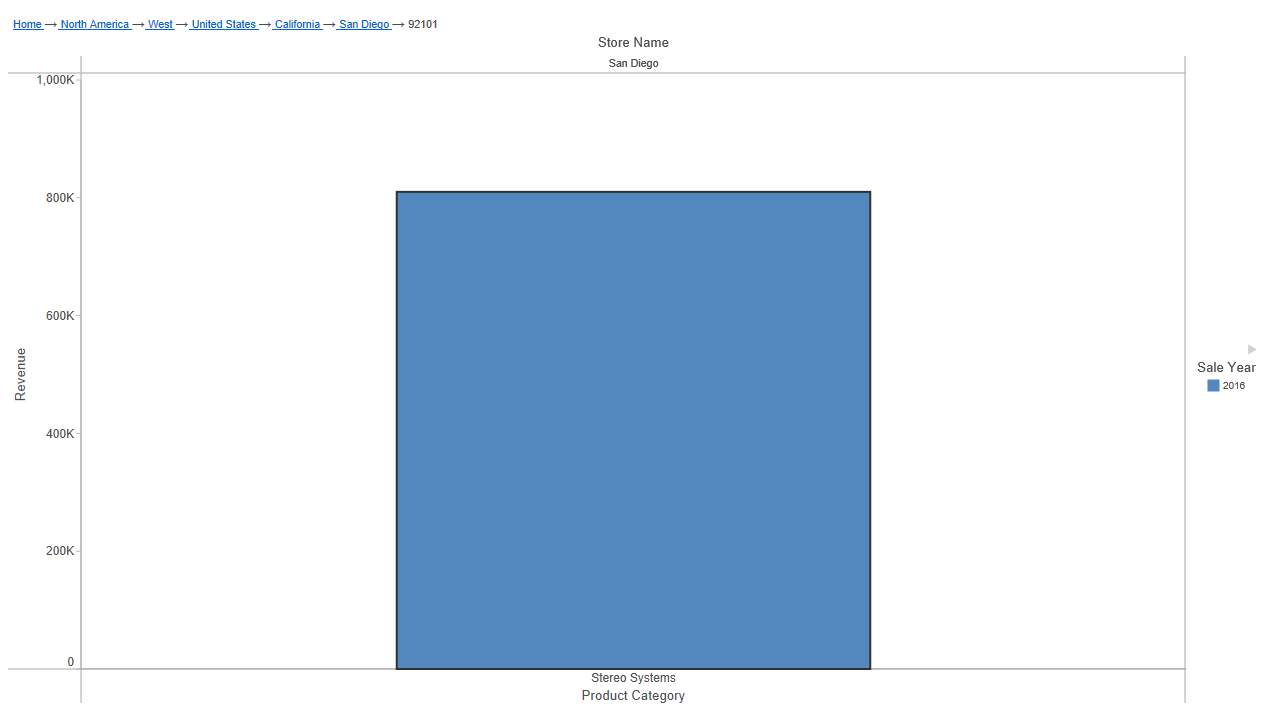 Home → North America → West → United States → California → San Diego → 92101
Store Name
San Diego
1,000K
800K
600K
400K
200K
0
Revenue
Stereo Systems
Product Category
Sale Year
2016